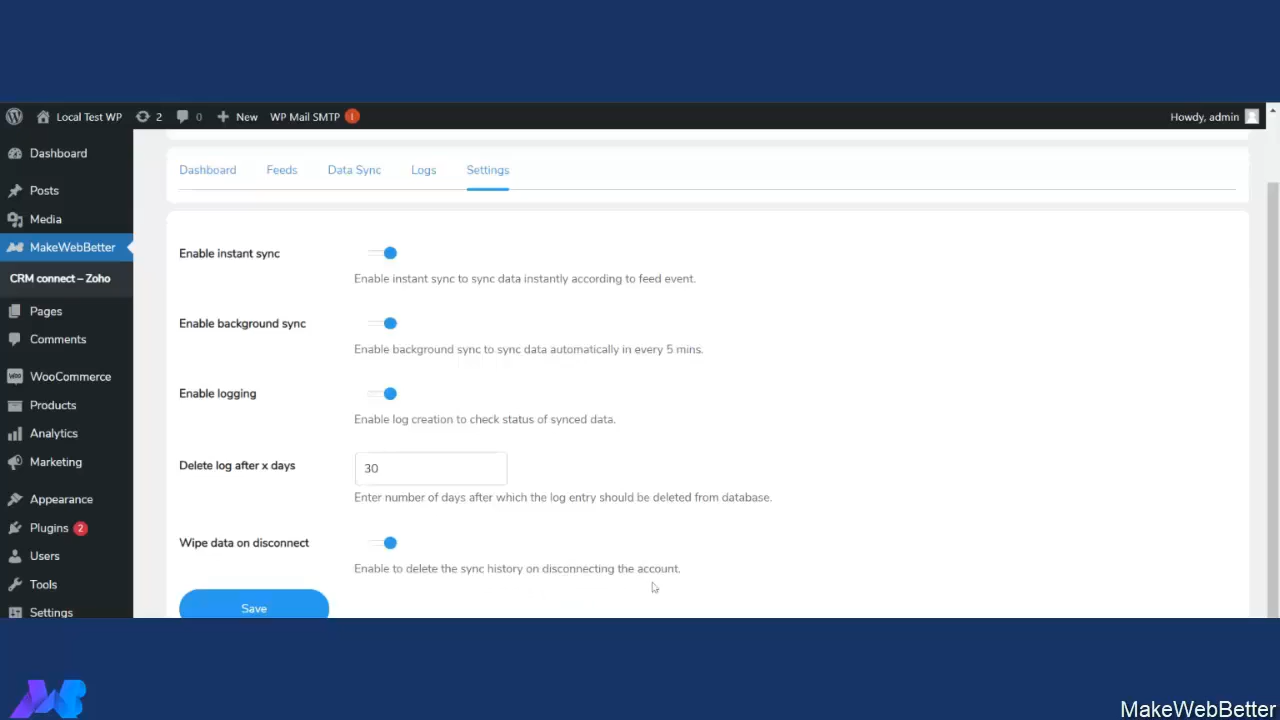 Local Test WP 2 0 New WP Mail SMTP ! Howdy, admin
Dashboard
Posts
Media
MakeWebBetter
CRM connect – Zoho
Pages
Comments
WooCommerce
Products
Analytics
Marketing
Appearance
Plugins 2
Users
Tools
Settings
Dashboard Feeds Data Sync Logs Settings
Enable instant sync
Enable instant sync to sync data instantly according to feed event.
Enable background sync
Enable background sync to sync data automatically in every 5 mins.
Enable logging
Enable log creation to check status of synced data.
Delete log after x days
30
Enter number of days after which the log entry should be deleted from database.
Wipe data on disconnect
Enable to delete the sync history on disconnecting the account.
Save
MakeWebBetter